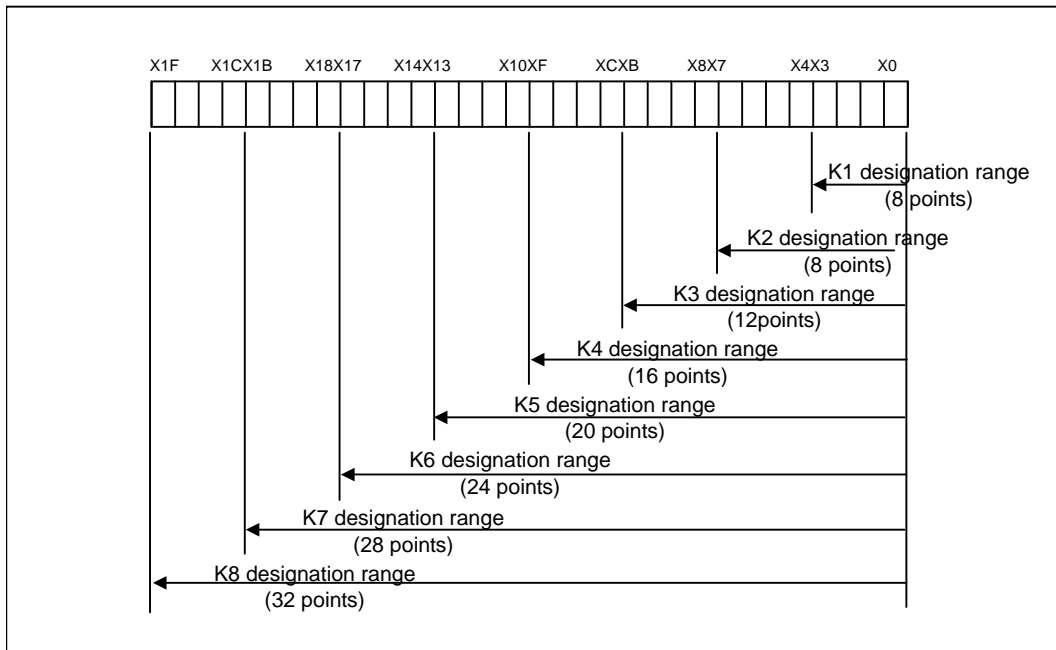 X1F X1CX1B X18X17 X14X13 X10XF XCXB X8X7 X4X3 X0
K1 designation range
(8 points)
K2 designation range
(8 points)
K3 designation range
(12points)
K4 designation range
(16 points)
K5 designation range
(20 points)
K6 designation range
(24 points)
K7 designation range
(28 points)
K8 designation range
(32 points)